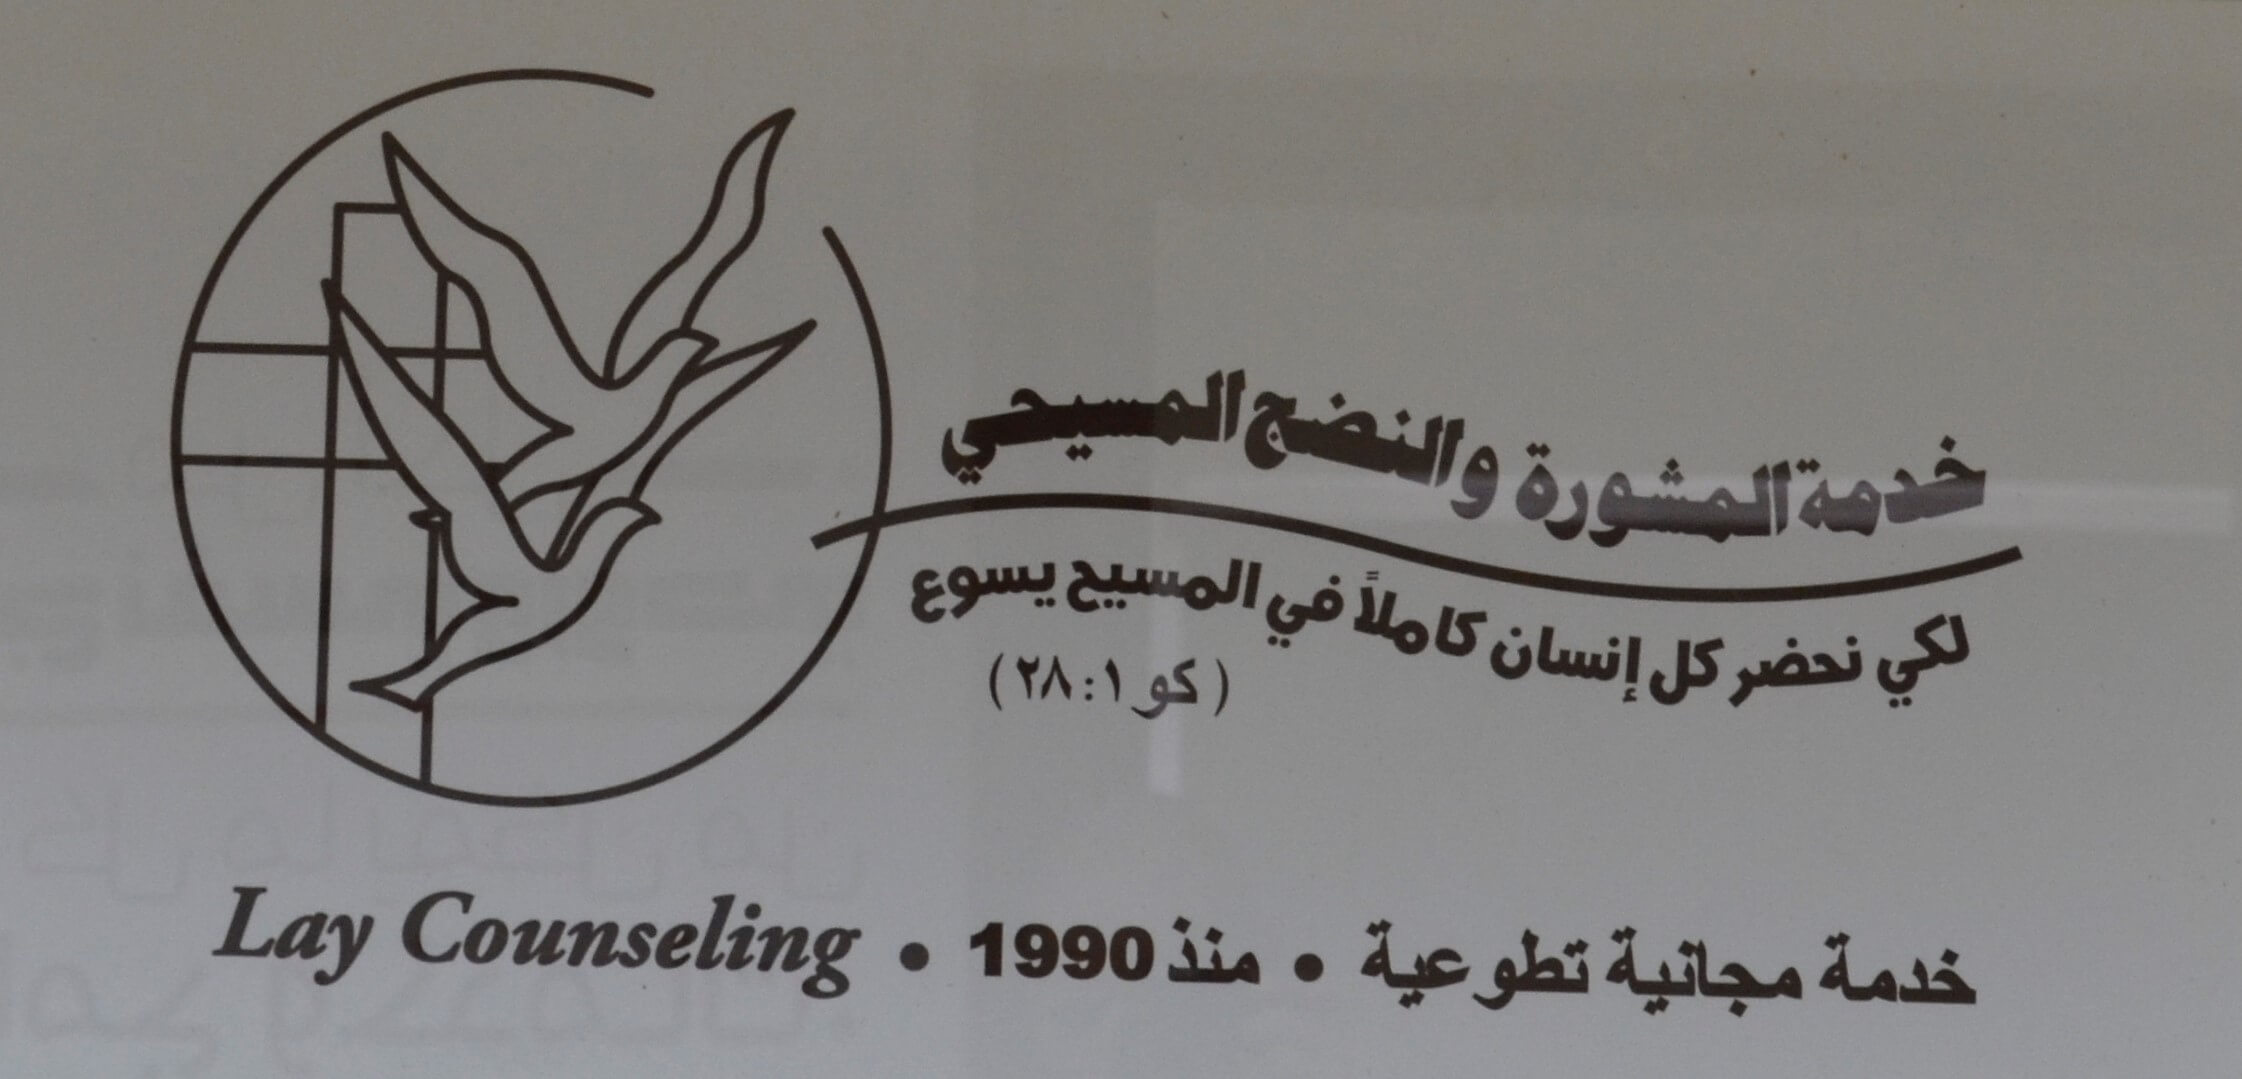 خدمة المشورة والنضج المسيحي
لكي نحضر كل إنسان كاملاً في المسيح يسوع
(كو ١:٢٨)
خدمة مجانية تطوعية • منذ 1990 • Lay Counseling